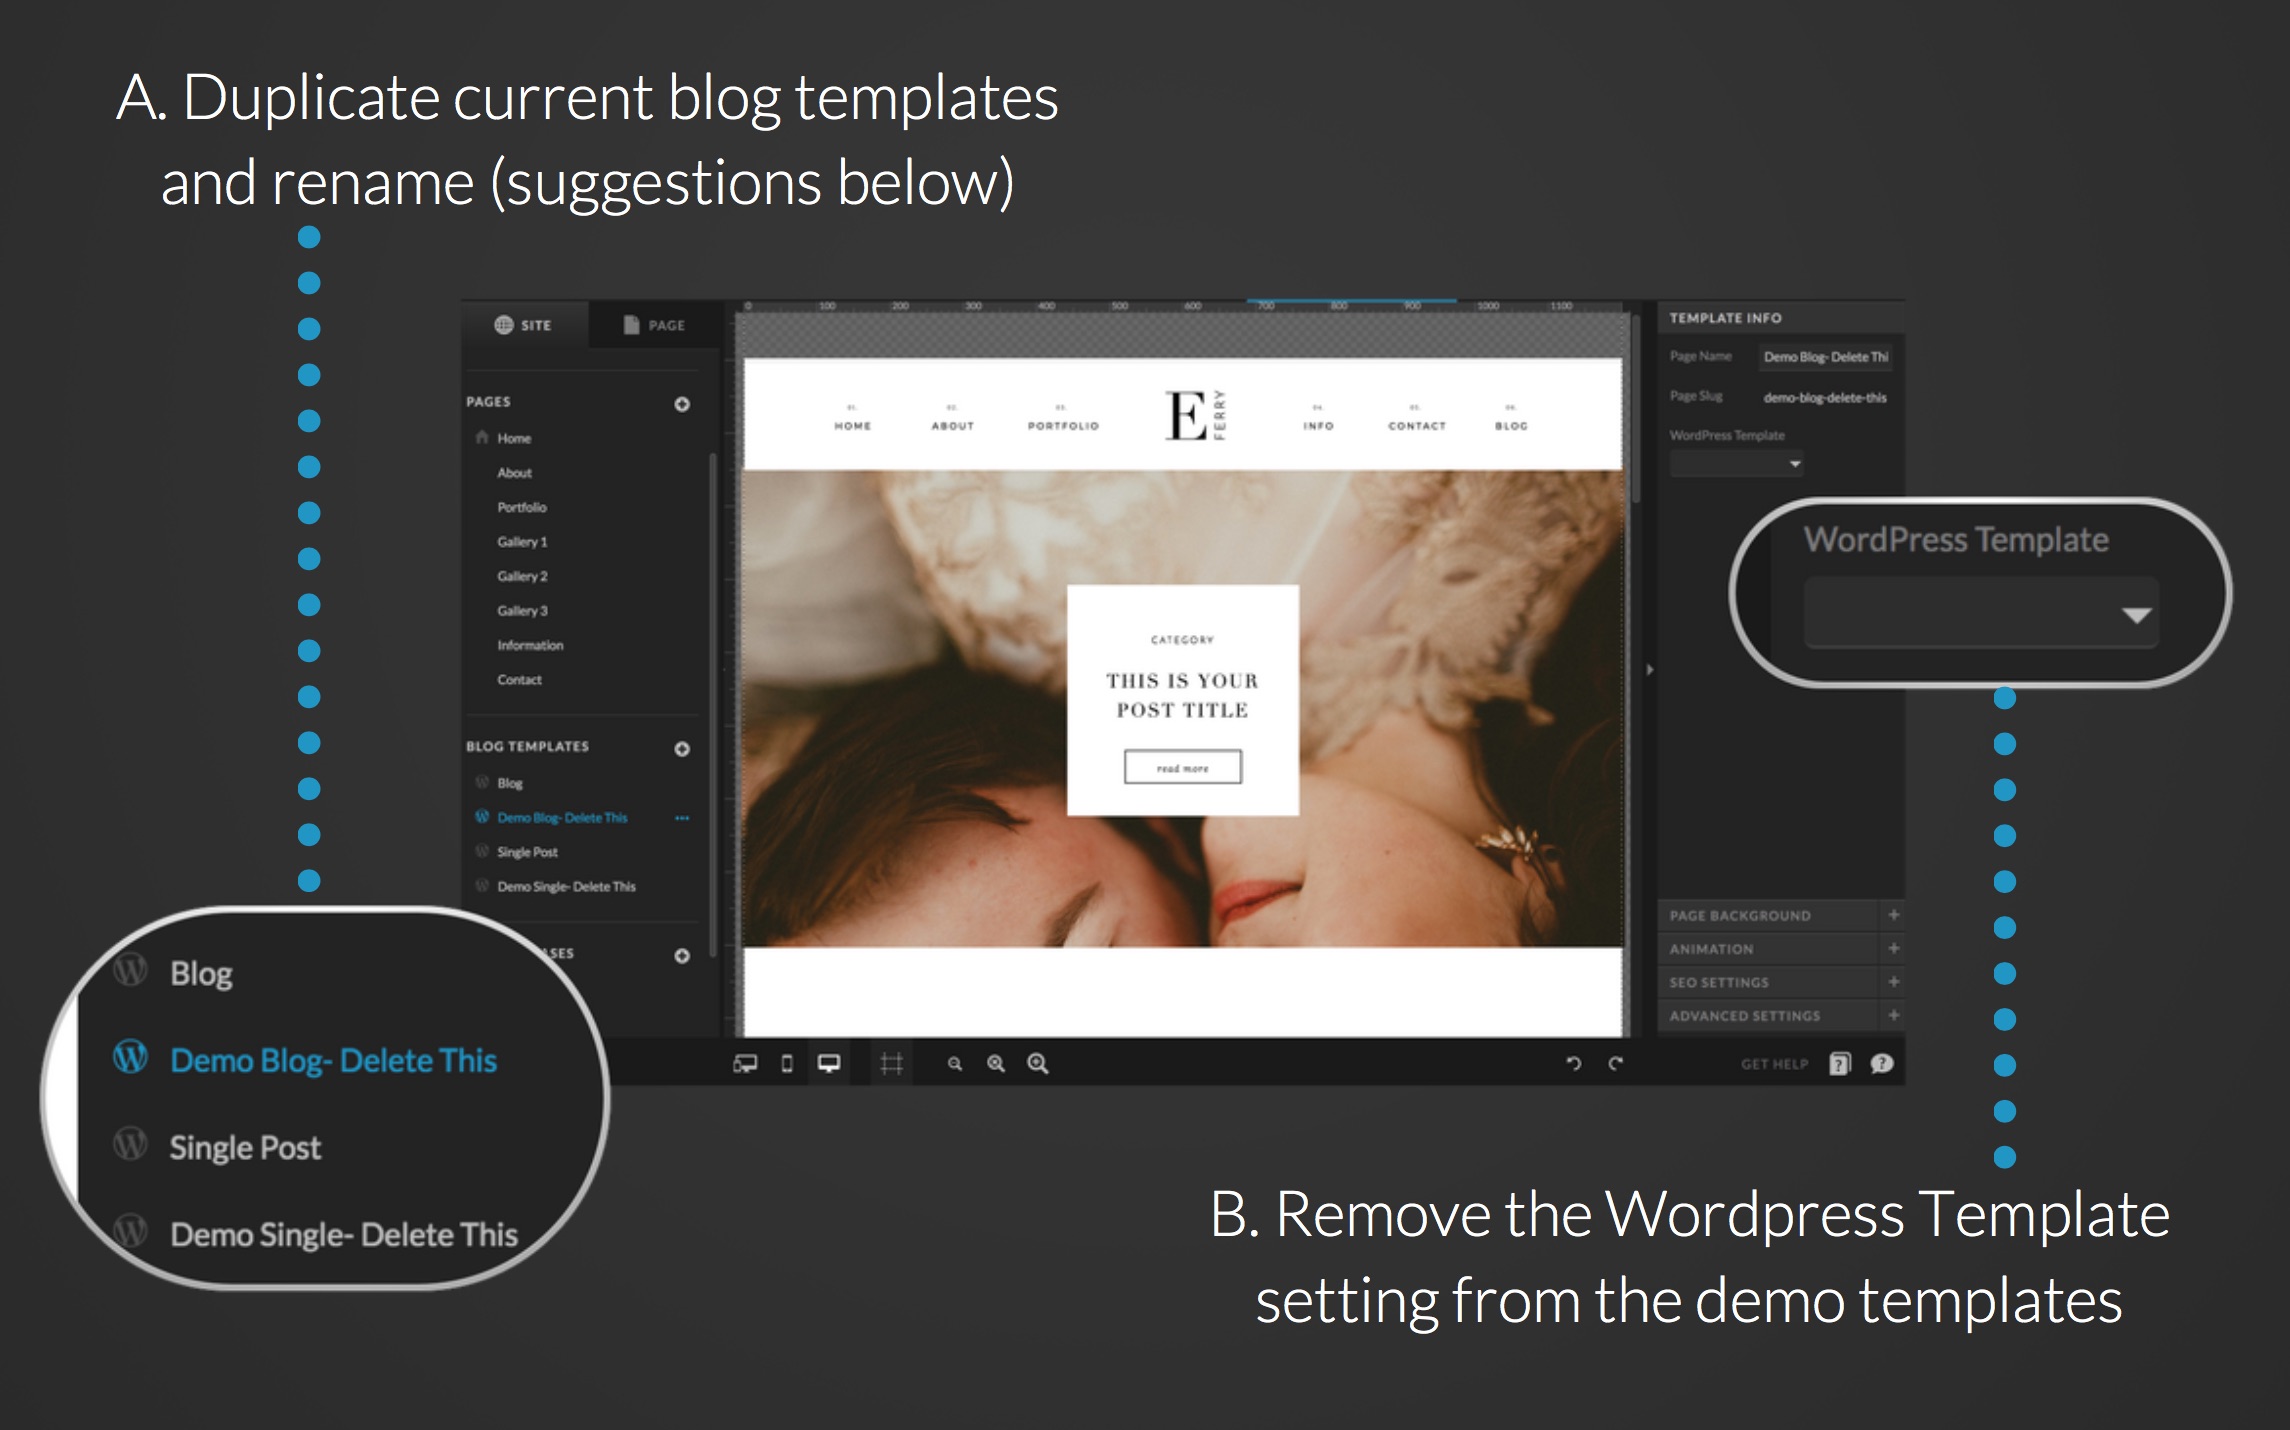 A. Duplicate current blog templates
and rename (suggestions below)
0 100 200 300 400 500 600 700 800 900 1000 1100
SITE
PAGE
PAGES
Home
About
Portfolio
Gallery 1
Gallery 2
Gallery 3
Information
Contact
BLOG TEMPLATES
Blog
Demo Blog- Delete This
Single Post
Demo Single- Delete This
ASES
01.
HOME
02.
ABOUT
03.
PORTFOLIO
E
FERRY
04.
INFO
05.
CONTACT
06.
BLOG
CATEGORY
THIS IS YOUR
POST TITLE
read more
TEMPLATE INFO
Page Name Demo Blog- Delete Thi
Page Slug demo-blog-delete-this
WordPress Template
WordPress Template
PAGE BACKGROUND +
ANIMATION +
SEO SETTINGS +
ADVANCED SETTINGS +
GET HELP
Blog
Demo Blog- Delete This
Single Post
Demo Single- Delete This
B. Remove the Wordpress Template
setting from the demo templates